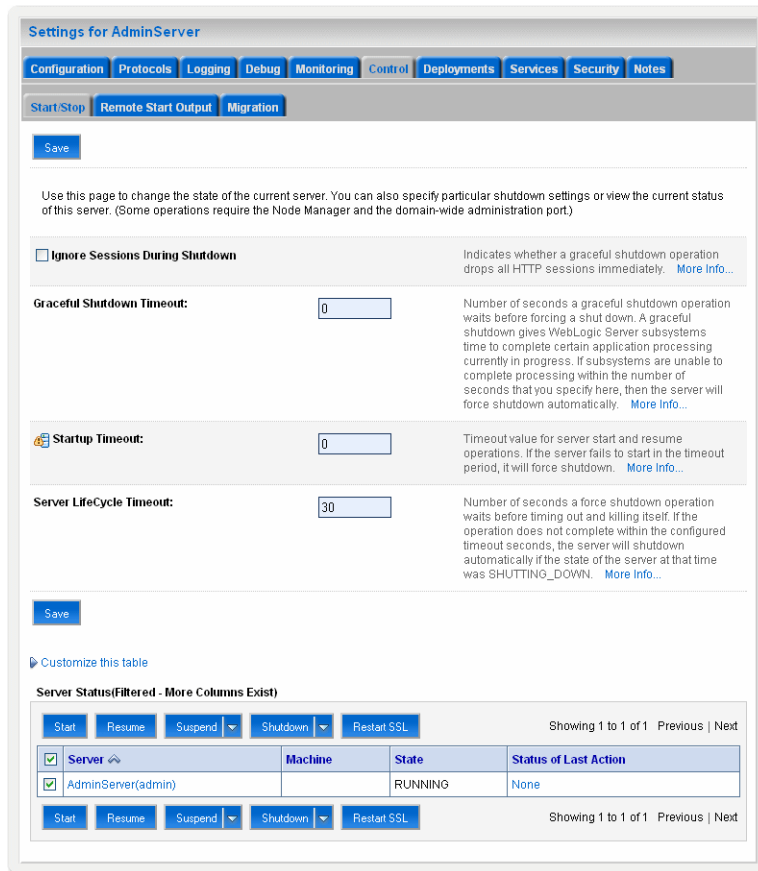 Settings for AdminServer
Configuration Protocols Logging Debug Monitoring Control Deployments Services Security Notes
Start/Stop Remote Start Output Migration
Save
Use this page to change the state of the current server. You can also specify particular shutdown settings or view the current status
of this server. (Some operations require the Node Manager and the domain-wide administration port.)
Ignore Sessions During Shutdown
Indicates whether a graceful shutdown operation
drops all HTTP sessions immediately. More Info...
Graceful Shutdown Timeout:
0
Number of seconds a graceful shutdown operation
waits before forcing a shut down. A graceful
shutdown gives WebLogic Server subsystems
time to complete certain application processing
currently in progress. If subsystems are unable to
complete processing within the number of
seconds that you specify here, then the server will
force shutdown automatically. More Info...
Startup Timeout:
0
Timeout value for server start and resume
operations. If the server fails to start in the timeout
period, it will force shutdown. More Info...
Server LifeCycle Timeout:
30
Number of seconds a force shutdown operation
waits before timing out and killing itself. If the
operation does not complete within the configured
timeout seconds, the server will shutdown
automatically if the state of the server at that time
was SHUTTING_DOWN. More Info...
Save
Customize this table
Server Status(Filtered - More Columns Exist)
Start Resume Suspend Shutdown Restart SSL Showing 1 to 1 of 1 Previous | Next
Server Machine State Status of Last Action
AdminServer(admin) RUNNING None
Start Resume Suspend Shutdown Restart SSL Showing 1 to 1 of 1 Previous | Next